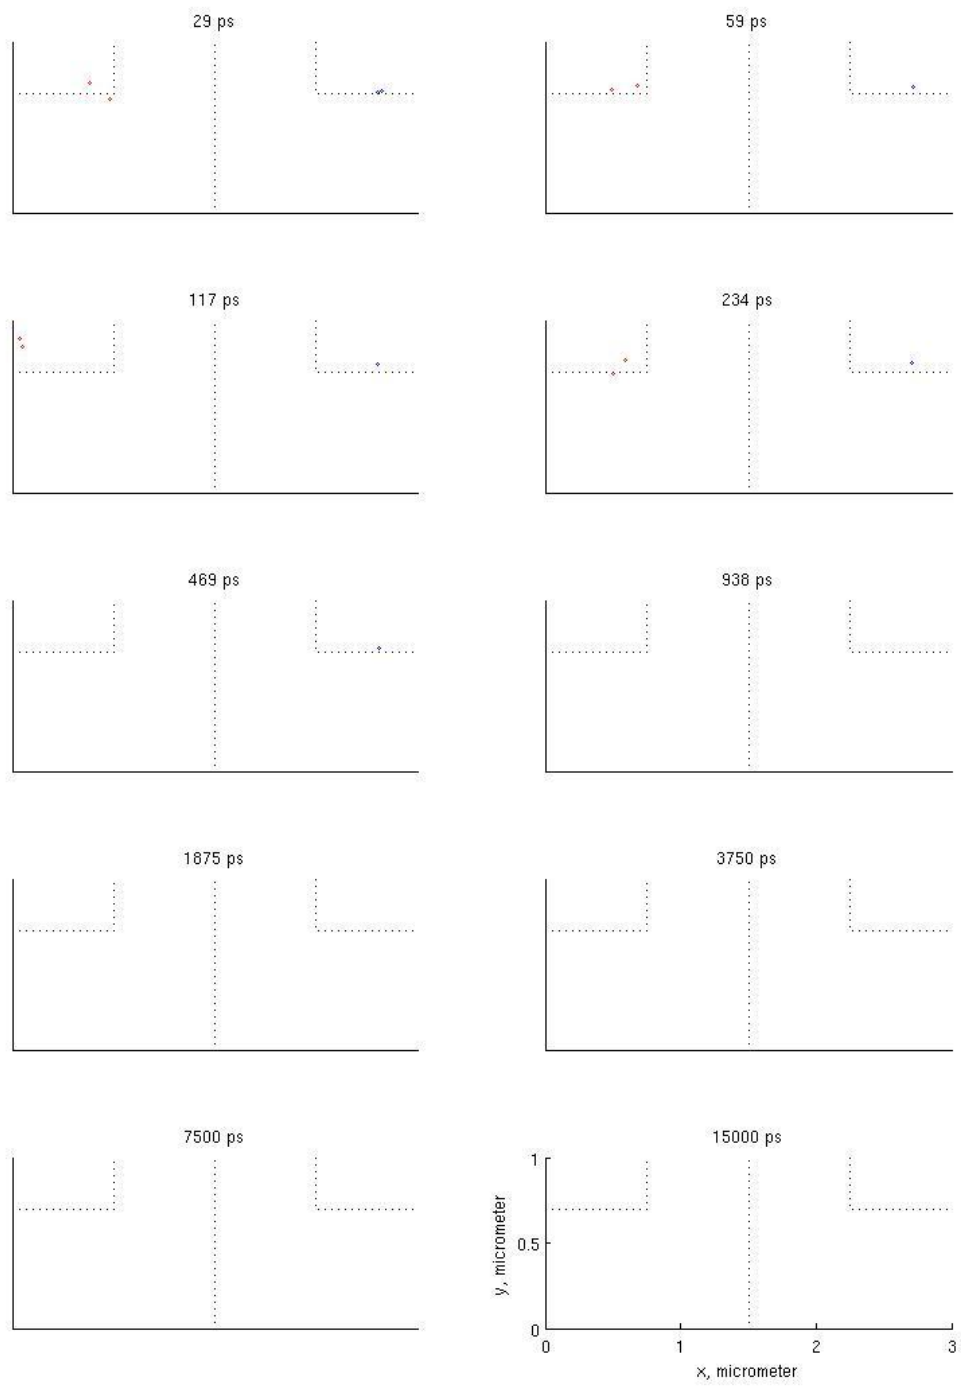 29 ps
59 ps
117 ps
234 ps
469 ps
938 ps
1875 ps
3750 ps
7500 ps
15000 ps
1
0.5
0
y, micrometer
0 1 2 3
x, micrometer